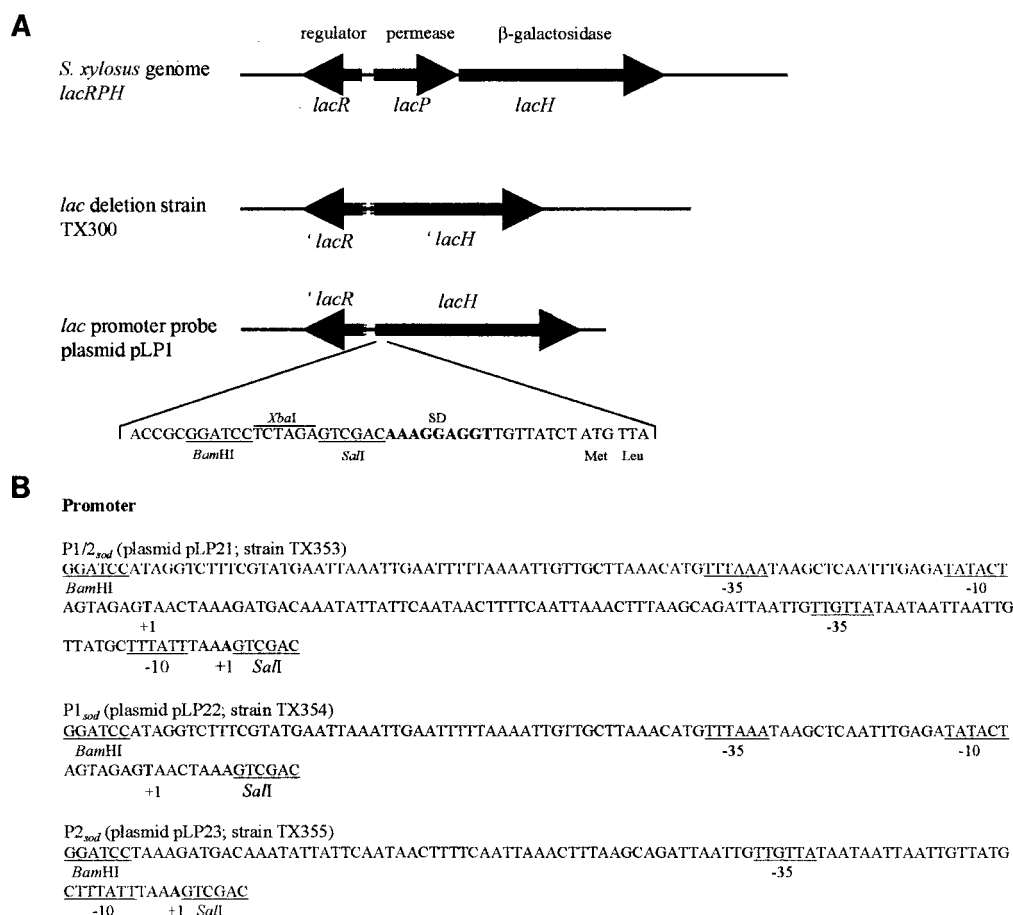 A
regulator permease β-galactosidase
S. xylosus genome
lacRPH
lacR lacP lacH
lac deletion strain
TX300
‘ lacR ‘ lacH
‘ lacR lacH
lac promoter probe
plasmid pLP1
XbaI SD
ACCGCGGATCCTCTAGAGTCGACAAAGGAGGTTGTTATCT ATG TTA
BamHI SalI Met Leu
B
Promoter
P1/2sod (plasmid pLP21; strain TX353)
GGATCCATAGGTCTTTCGTATGAATTAAATTGAATTTTTAAAATTGTTGCTTAAACATGTTTAAATAAGCTCAATTTGAGATATACT
BamHI -35 -10
AGTAGAGTAACTAAAGATGACAAATATTATTCAATAACTTTTCAATTAAACTTTAAGCAGATTAATTGTTGTTATAATAATTAATTG
+1 -35
TTATGCTTTATTTAAAGTCGAC
-10 +1 SalI
P1sod (plasmid pLP22; strain TX354)
GGATCCATAGGTCTTTCGTATGAATTAAATTGAATTTTTAAAATTGTTGCTTAAACATGTTTAAATAAGCTCAATTTGAGATATACT
BamHI -35 -10
AGTAGAGTAACTAAAGTCGAC
+1 SalI
P2sod (plasmid pLP23; strain TX355)
GGATCCTAAAGATGACAAATATTATTCAATAACTTTTCAATTAAACTTTAAGCAGATTAATTGTTGTTATAATAATTAATTGTTATG
BamHI -35
CTTTATTTAAAGTCGAC
-10 +1 SalI